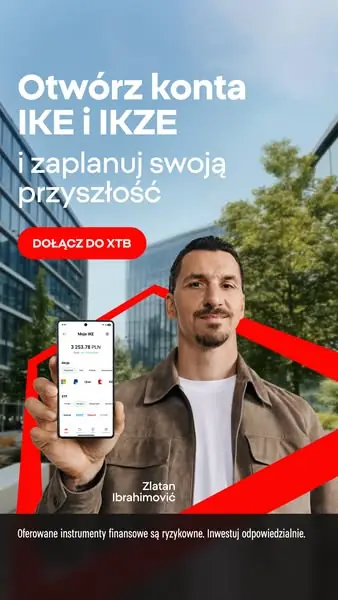 Otwórz konta
IKE i IKZE
i zaplanuj swoją
przyszłość
DOŁĄCZ DO XTB
Moje IKE
3 253,78 PLN
Zlatan
Ibrahimović
Oferowane instrumenty finansowe są ryzykowne. Inwestuj odpowiedzialnie.